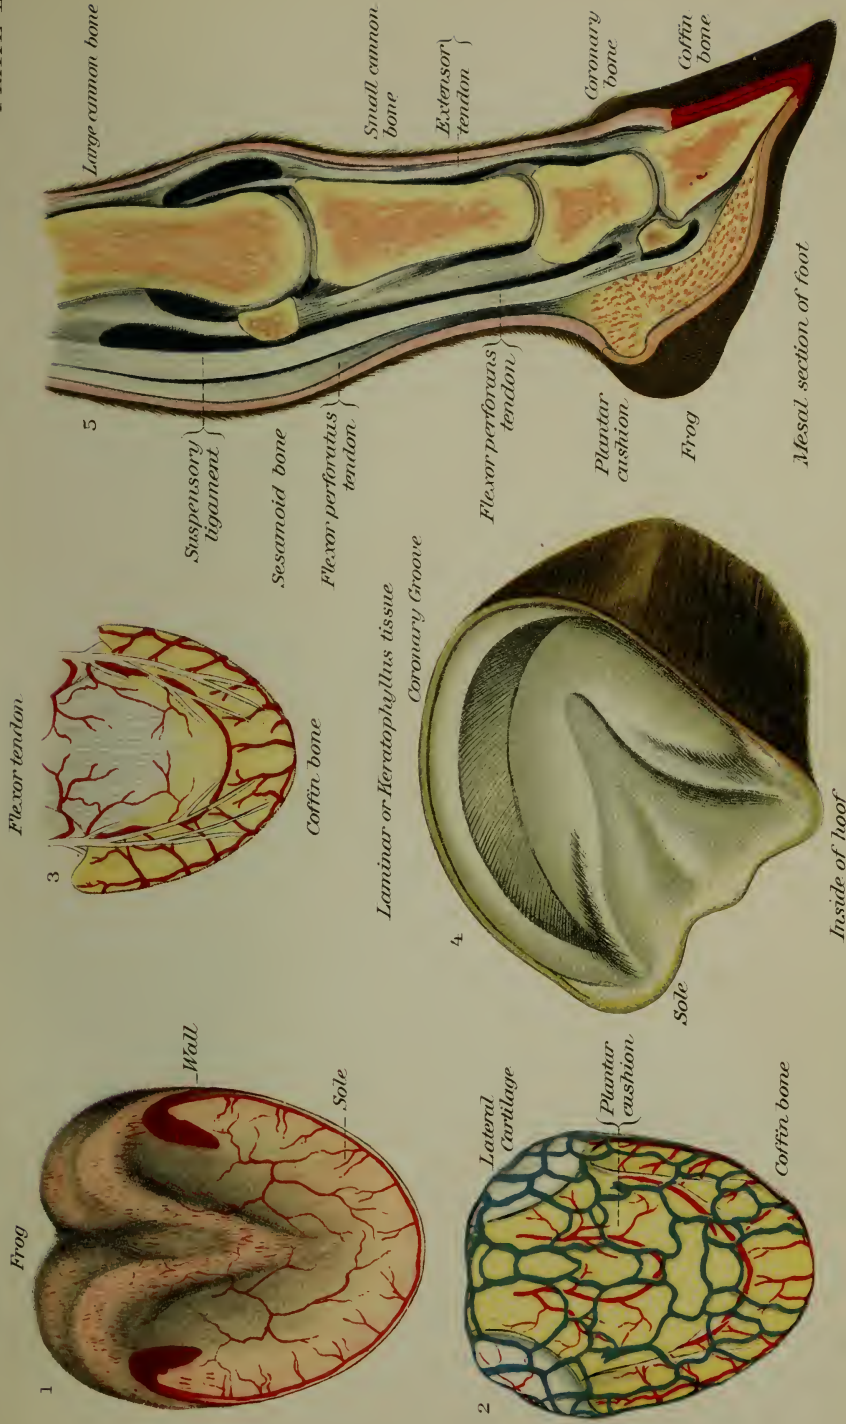 1
Frog
Wall
Sole
2
Lateral
Cartilage
Plantar
cushion
Coffin bone
3
Flexor tendon
Coffin bone
4
Laminar or Keratophyllus tissue
Coronary Groove
Sole
Inside of hoof
5
Large cannon bone
Small cannon
bone
Extensor
tendon
Coronary
bone
Coffin
bone
Suspensory
ligament
Sesamoid bone
Flexor perforatus
tendon
Flexor perforans
tendon
Plantar
cushion
Frog
Mesal section of foot